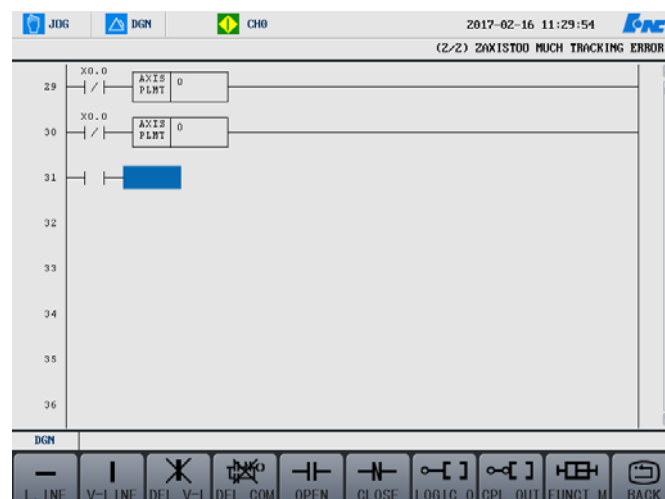 JOG DGN CH0 2017-02-16 11:29:54
(2/2) ZAXISTOO MUCH TRACKING ERROR
X0.0
29 AXIS 0
PLMT
X0.0
30 AXIS 0
PLMT
31
32
33
34
35
36
DGN
L.INE V-LINE DEL V-L DEL COM OPEN CLOSE LOGIC O CPL OUT FUNCT M BACK